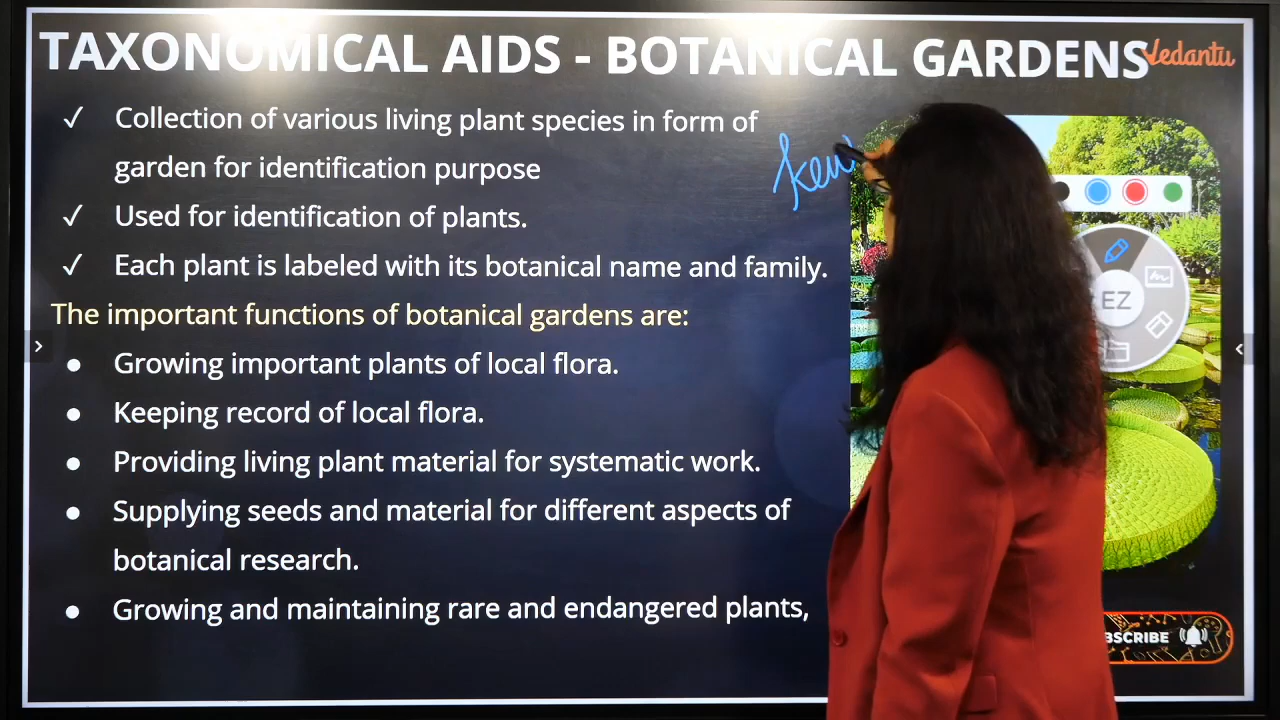 TAXONOMICAL AIDS - BOTANICAL GARDENS
Vedantu
✓ Collection of various living plant species in form of
garden for identification purpose
✓ Used for identification of plants.
✓ Each plant is labeled with its botanical name and family.
The important functions of botanical gardens are:
● Growing important plants of local flora.
● Keeping record of local flora.
● Providing living plant material for systematic work.
● Supplying seeds and material for different aspects of
botanical research.
● Growing and maintaining rare and endangered plants,
EZ
BSCRIBE